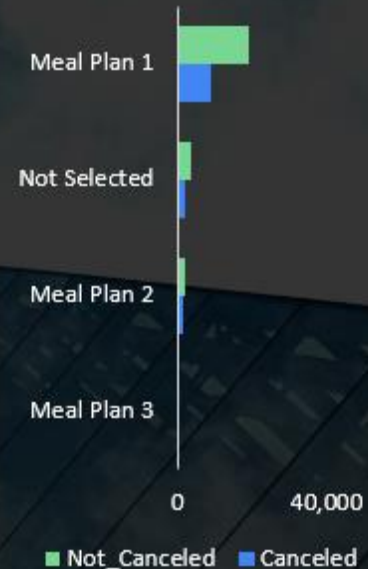 Meal Plan 1
Not Selected
Meal Plan 2
Meal Plan 3
0 40,000
Not_Canceled Canceled